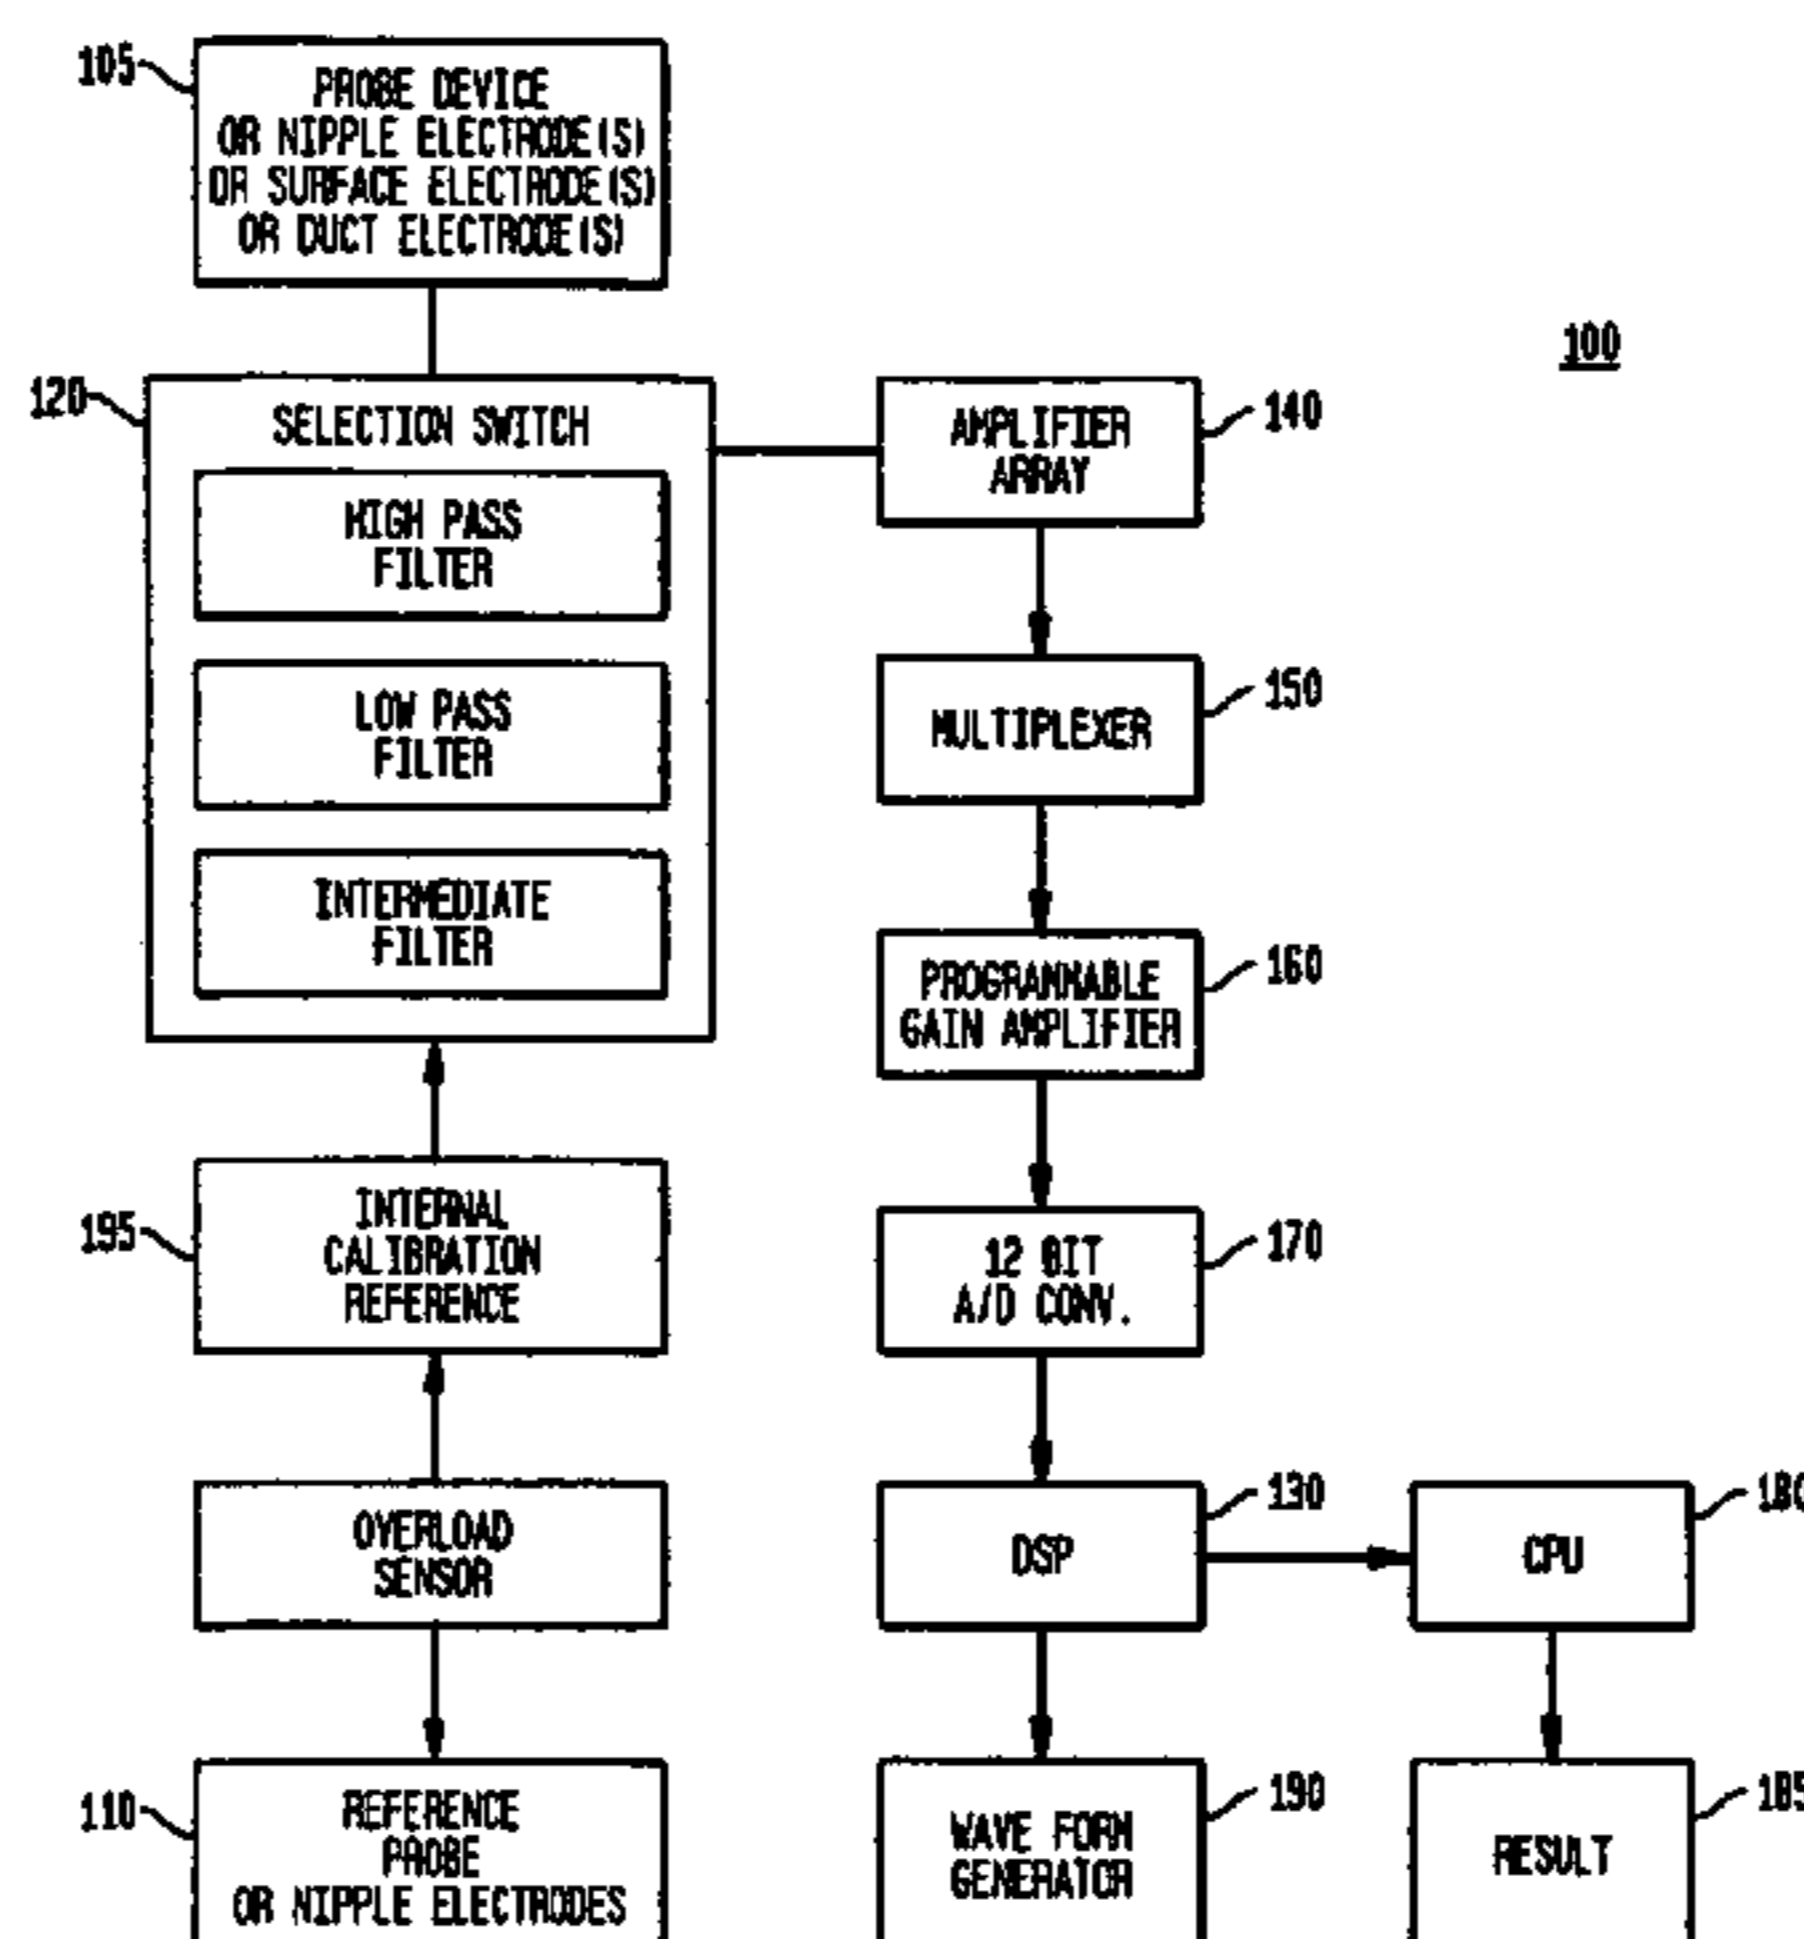 105
PROBE DEVICE
OR NIPPLE ELECTRODE(S)
OR SURFACE ELECTRODE(S)
OR DUCT ELECTRODE(S)
100
120
SELECTION SWITCH
HIGH PASS
FILTER
LOW PASS
FILTER
INTERMEDIATE
FILTER
AMPLIFIER
ARRAY
140
MULTIPLEXER
150
PROGRAMMABLE
GAIN AMPLIFIER
160
195
INTERNAL
CALIBRATION
REFERENCE
12 BIT
A/D CONV.
170
OVERLOAD
SENSOR
DSP
130
CPU
180
110
REFERENCE
PROBE
OR NIPPLE ELECTRODES
WAVE FORM
GENERATOR
190
RESULT
185